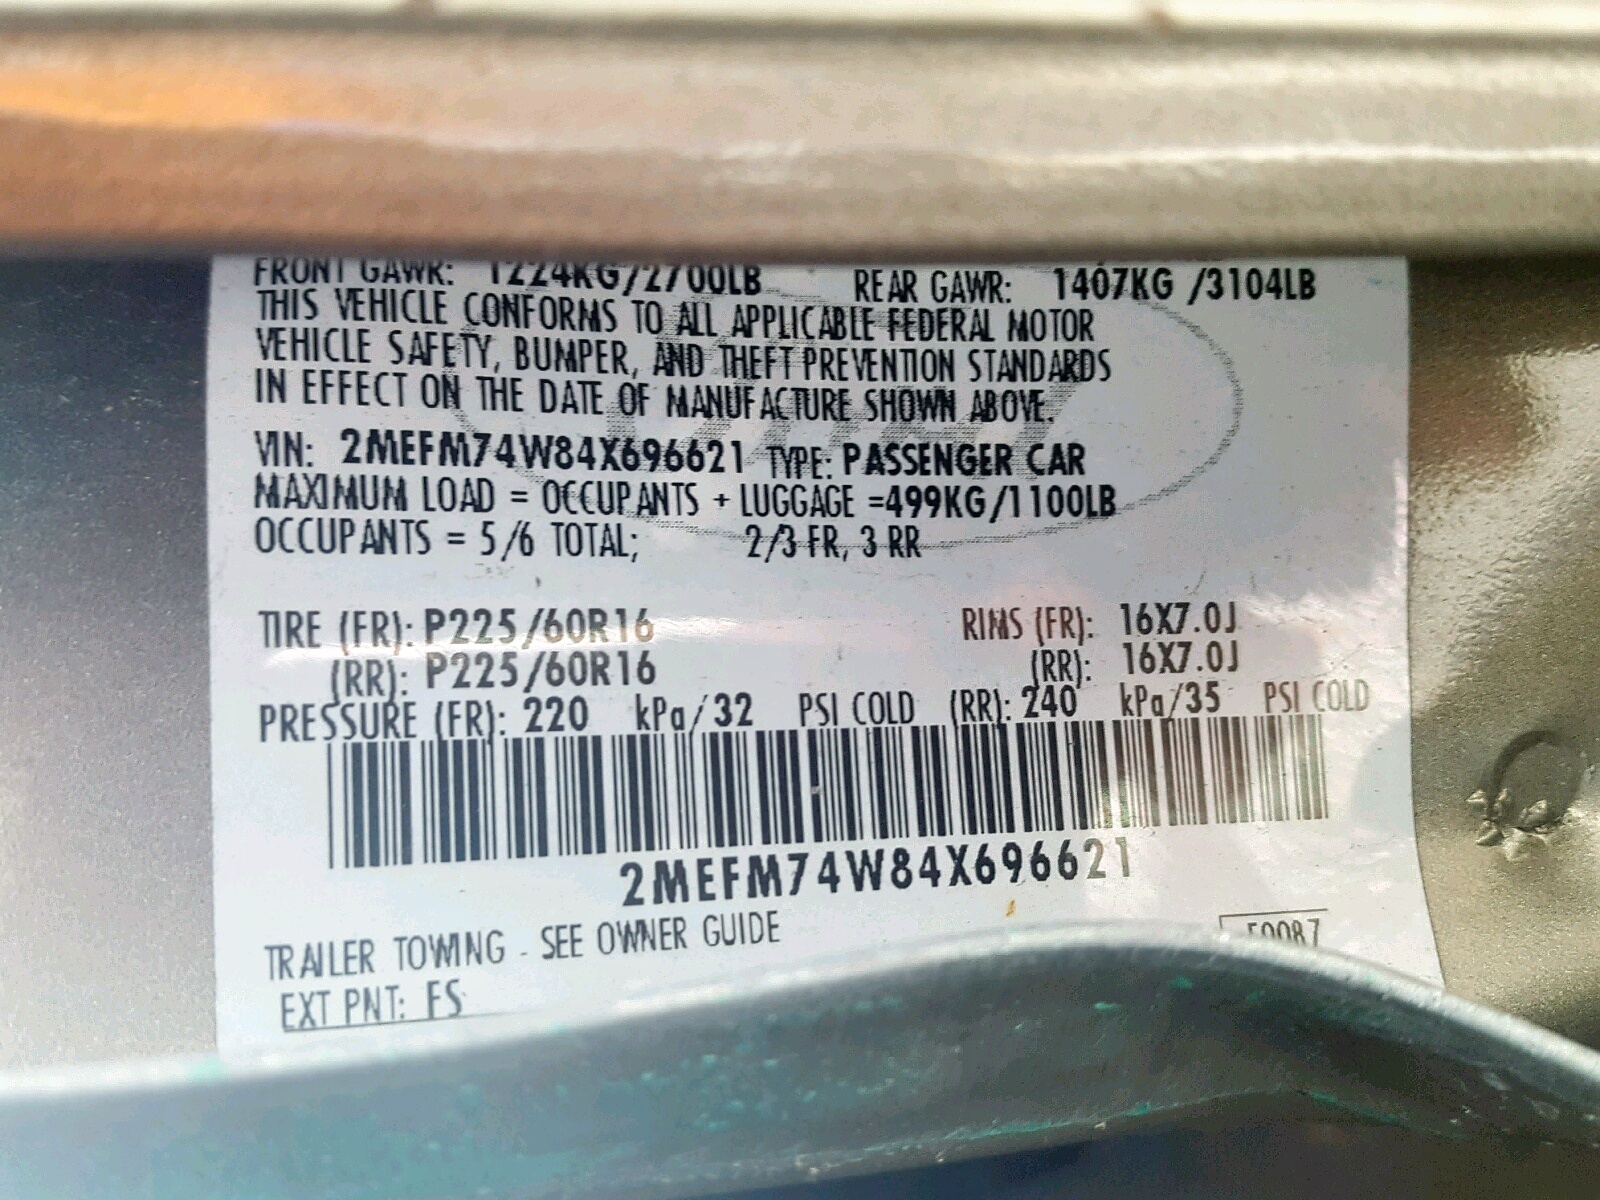 FRONT GAWR: 1224KG/2700LB REAR GAWR: 1407KG /3104LB
THIS VEHICLE CONFORMS TO ALL APPLICABLE FEDERAL MOTOR
VEHICLE SAFETY, BUMPER, AND THEFT PREVENTION STANDARDS
IN EFFECT ON THE DATE OF MANUFACTURE SHOWN ABOVE.
VIN: 2MEFM74W84X696621 TYPE: PASSENGER CAR
MAXIMUM LOAD = OCCUPANTS + LUGGAGE =499KG/1100LB
OCCUPANTS = 5/6 TOTAL; 2/3 FR, 3 RR
TIRE (FR): P225/60R16 RIMS (FR): 16X7.0J
(RR): P225/60R16 (RR): 16X7.0J
PRESSURE (FR): 220 kPa/32 PSI COLD (RR): 240 kPa/35 PSI COLD
2MEFM74W84X696621
TRAILER TOWING - SEE OWNER GUIDE
EXT PNT: FS